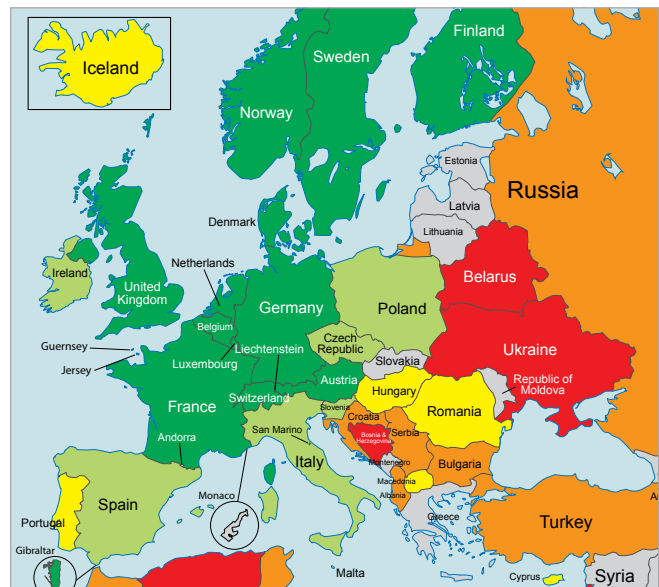 Iceland
Finland
Sweden
Norway
Estonia
Russia
Latvia
Denmark
Lithuania
Netherlands
Ireland
United
Kingdom
Germany
Belarus
Poland
Belgium
Guernsey
Czech
Republic
Ukraine
Jersey
Luxembourg
Liechtenstein
Slovakia
Austria
Republic of
Moldova
Hungary
Switzerland
France
Slovenia
Romania
Croatia
San Marino
Serbia
Bosnia &
Herzegovina
Andorra
Italy
Montenegro
Bulgaria
Macedonia
Spain
Monaco
Albania
Portugal
Greece
Turkey
Gibraltar
Malta
Cyprus
Syria